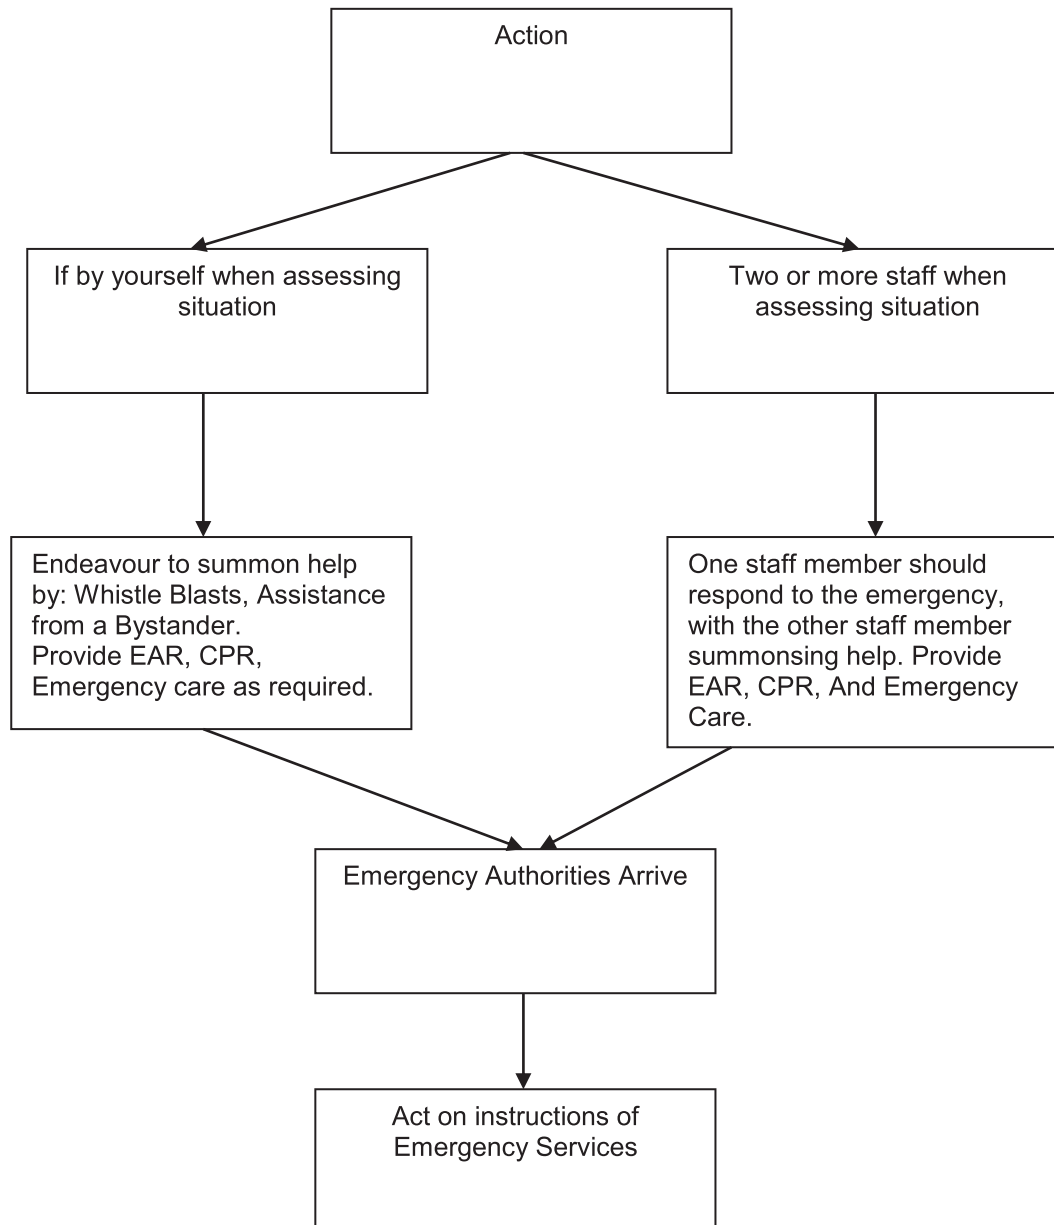 Action
If by yourself when assessing
situation
Two or more staff when
assessing situation
Endeavour to summon help
by: Whistle Blasts, Assistance
from a Bystander.
Provide EAR, CPR,
Emergency care as required.
One staff member should
respond to the emergency,
with the other staff member
summonsing help. Provide
EAR, CPR, And Emergency
Care.
Emergency Authorities Arrive
Act on instructions of
Emergency Services